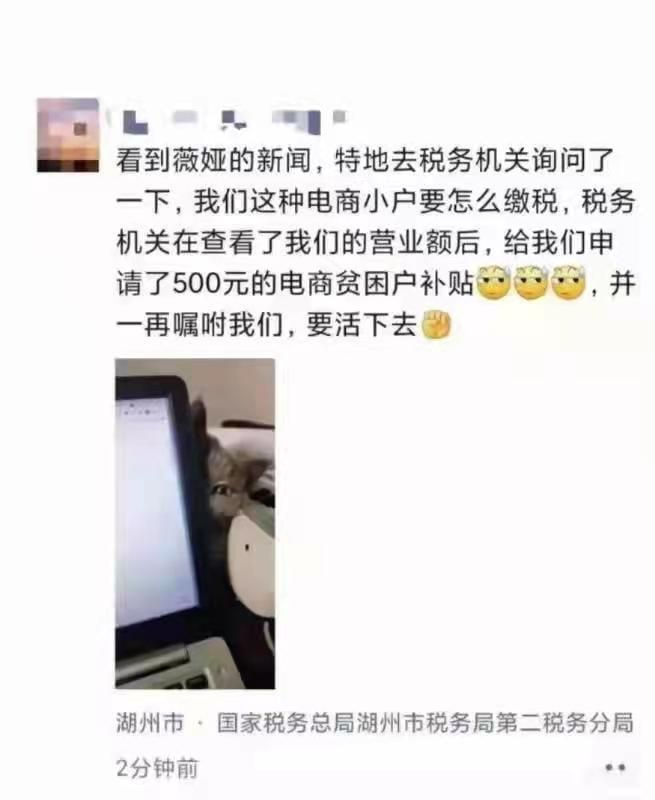 看到薇娅的新闻，特地去税务机关询问了
一下，我们这种电商小户要怎么缴税，税务
机关在查看了我们的营业额后，给我们申
请了500元的电商贫困户补贴，并
一再嘱咐我们，要活下去
湖州市 · 国家税务总局湖州市税务局第二税务分局
2分钟前